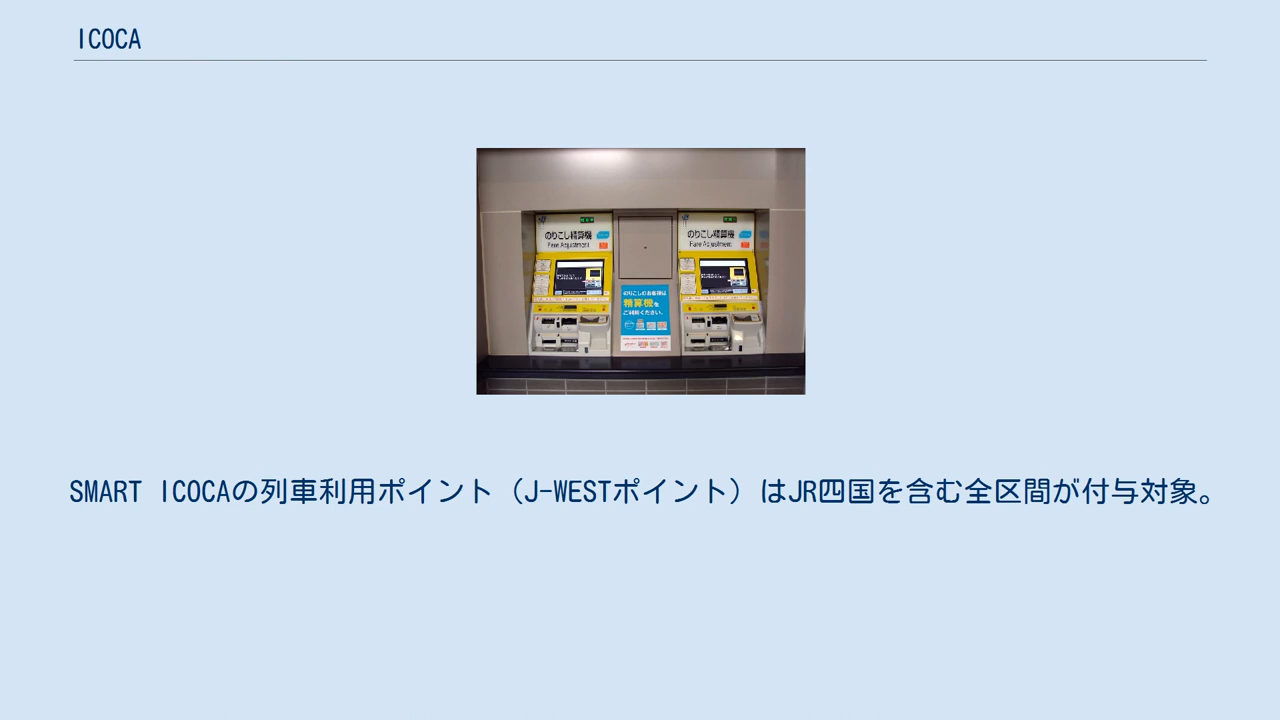 ICOCA
のりこし精算機
Fare Adjustment
のりこし精算機
Fare Adjustment
のりこしのお客様は
精算機を
ご利用ください。
SMART ICOCAの列車利用ポイント（J-WESTポイント）はJR四国を含む全区間が付与対象。